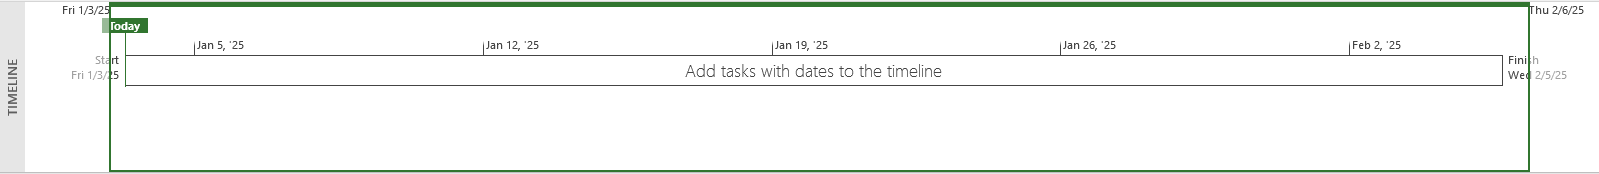 Fri 1/3/25
Thu 2/6/25
Today
Jan 5, '25
Jan 12, '25
Jan 19, '25
Jan 26, '25
Feb 2, '25
Start
Fri 1/3/25
Add tasks with dates to the timeline
Finish
Wed 2/5/25
TIMELINE